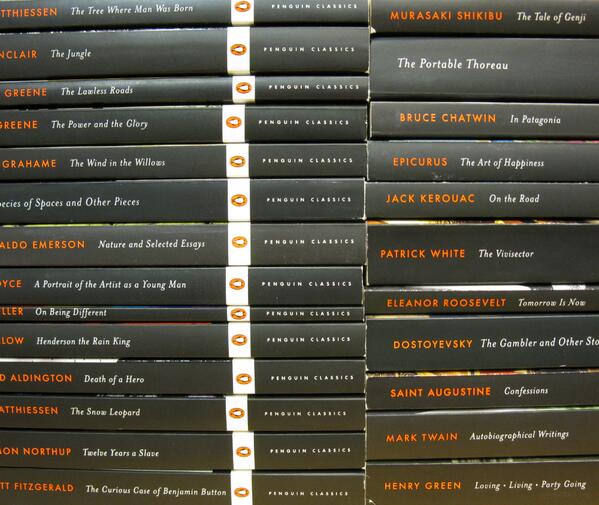 TTHIESSEN The Tree Where Man Was Born PENGUIN CLASSICS
NCLAIR The Jungle PENGUIN CLASSICS
GREENE The Lawless Roads PENGUIN CLASSICS
GREENE The Power and the Glory PENGUIN CLASSICS
GRAHAME The Wind in the Willows PENGUIN CLASSICS
pecies of Spaces and Other Pieces PENGUIN CLASSICS
ALDO EMERSON Nature and Selected Essays PENGUIN CLASSICS
OYCE A Portrait of the Artist as a Young Man PENGUIN CLASSICS
LLER On Being Different PENGUIN CLASSICS
LOW Henderson the Rain King PENGUIN CLASSICS
D ALDINGTON Death of a Hero PENGUIN CLASSICS
ATTHIESSEN The Snow Leopard PENGUIN CLASSICS
MON NORTHUP Twelve Years a Slave PENGUIN CLASSICS
TT FITZGERALD The Curious Case of Benjamin Button PENGUIN CLASSICS
MURASAKI SHIKIBU The Tale of Genji
The Portable Thoreau
BRUCE CHATWIN In Patagonia
EPICURUS The Art of Happiness
JACK KEROUAC On the Road
PATRICK WHITE The Vivisector
ELEANOR ROOSEVELT Tomorrow Is Now
DOSTOYEVSKY The Gambler and Other Sto
SAINT AUGUSTINE Confessions
MARK TWAIN Autobiographical Writings
HENRY GREEN Loving · Living · Party Going